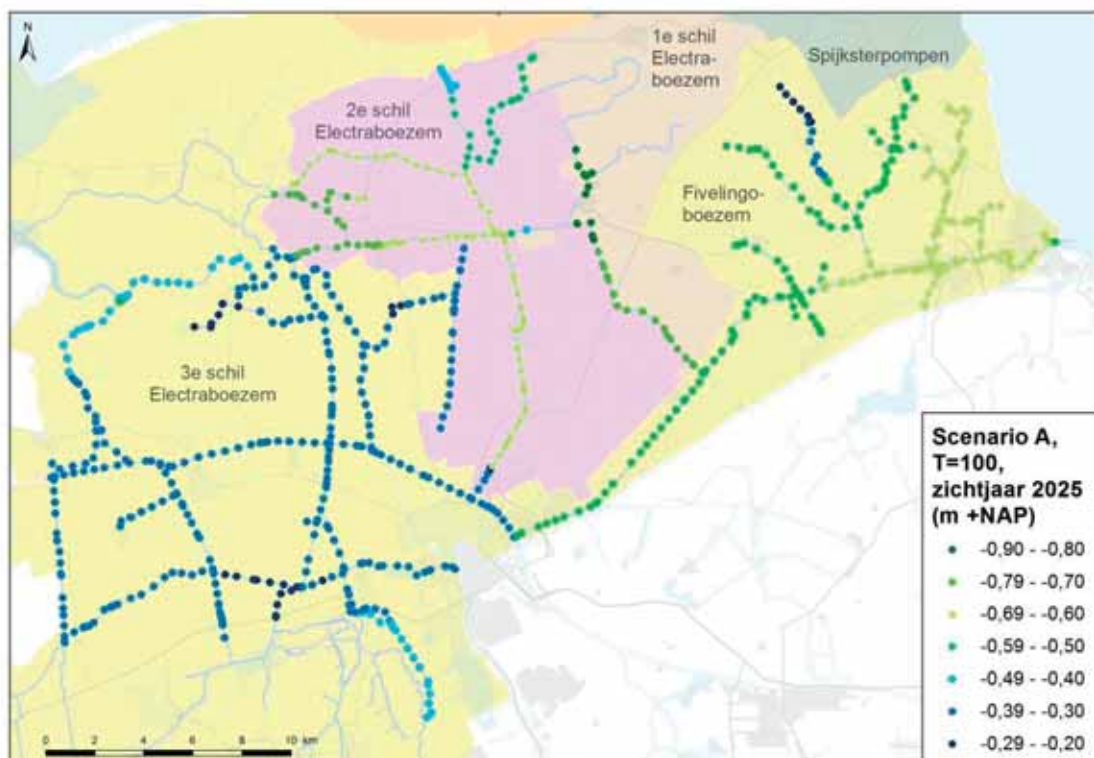 N
1e schil
Electra-
boezem
Spijksterpompen
2e schil
Electraboezem
Fivelingo-
boezem
3e schil
Electraboezem
Scenario A,
T=100,
zichtjaar 2025
(m +NAP)
-0,90 - -0,80
-0,79 - -0,70
-0,69 - -0,60
-0,59 - -0,50
-0,49 - -0,40
-0,39 - -0,30
-0,29 - -0,20
0 2 4 6 8 10 km